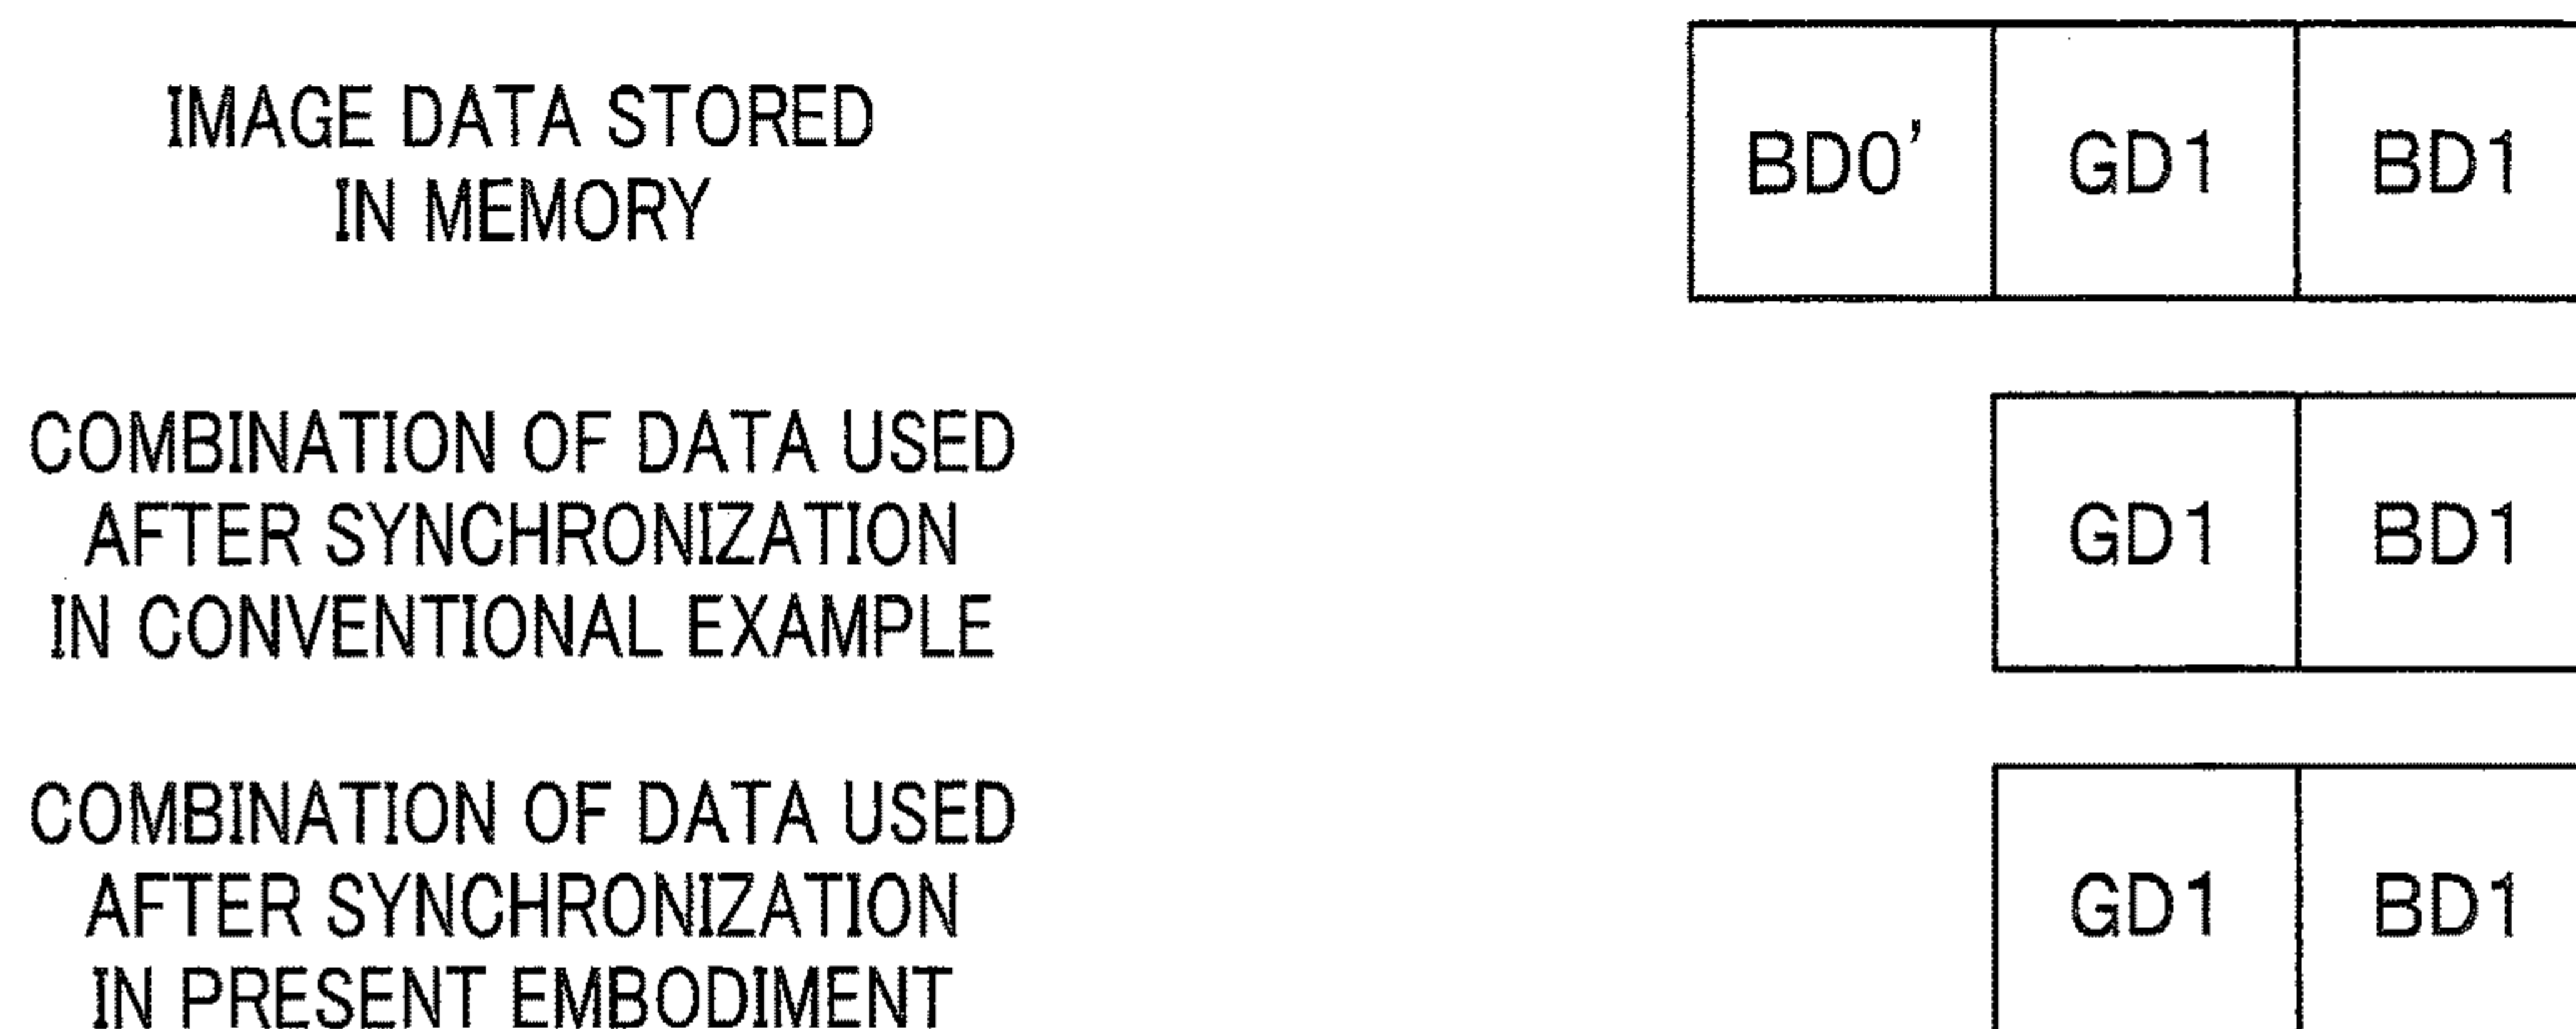 IMAGE DATA STORED
IN MEMORY
BD0' GD1 BD1
COMBINATION OF DATA USED
AFTER SYNCHRONIZATION
IN CONVENTIONAL EXAMPLE
GD1 BD1
COMBINATION OF DATA USED
AFTER SYNCHRONIZATION
IN PRESENT EMBODIMENT
GD1 BD1